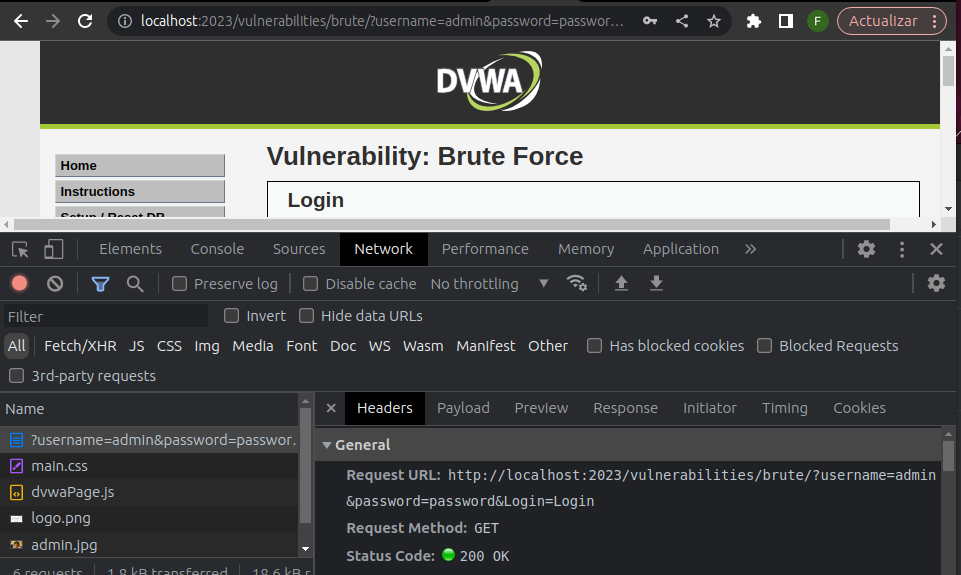 localhost:2023/vulnerabilities/brute/?username=admin&password=passwor...
F
Actualizar
DVWA
Vulnerability: Brute Force
Home
Login
Instructions
Setup / Reset DB
Elements Console Sources Network Performance Memory Application
Preserve log Disable cache No throttling
Filter Invert Hide data URLs
All Fetch/XHR JS CSS Img Media Font Doc WS Wasm Manifest Other Has blocked cookies Blocked Requests
3rd-party requests
Name
Headers Payload Preview Response Initiator Timing Cookies
?username=admin&password=passwor...
main.css
dvwaPage.js
logo.png
admin.jpg
6 requests 1.8 kB transferred 18.6 kB r
General
Request URL: http://localhost:2023/vulnerabilities/brute/?username=admin
&password=password&Login=Login
Request Method: GET
Status Code: 200 OK